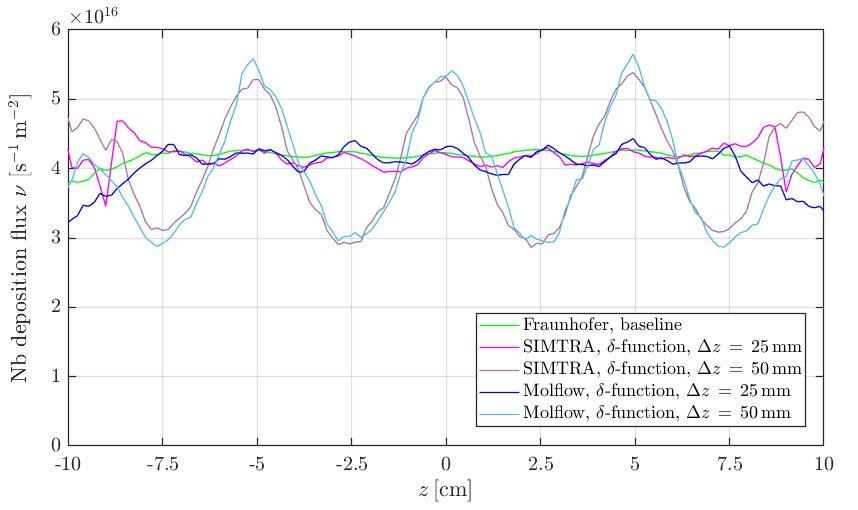 ×10¹⁶
6
5
4
3
2
1
0
Nb deposition flux ν [s⁻¹ m⁻²]
-10 -7.5 -5 -2.5 0 2.5 5 7.5 10
z [cm]
Fraunhofer, baseline
SIMTRA, δ-function, Δz = 25 mm
SIMTRA, δ-function, Δz = 50 mm
Molflow, δ-function, Δz = 25 mm
Molflow, δ-function, Δz = 50 mm